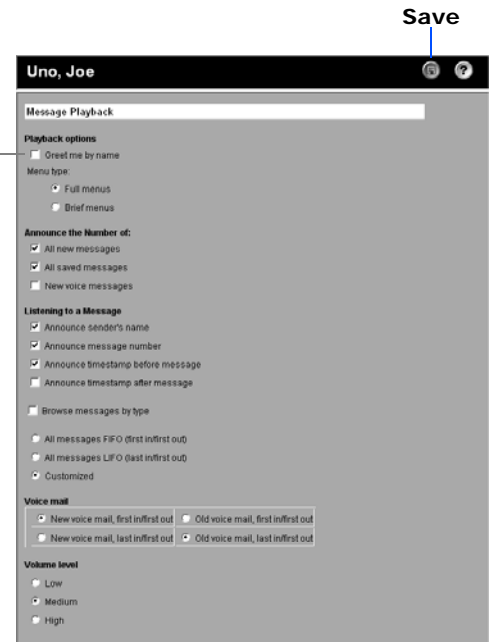 Save
Uno, Joe
Message Playback
Playback options
Greet me by name
Menu type:
Full menus
Brief menus
Announce the Number of:
All new messages
All saved messages
New voice messages
Listening to a Message
Announce sender's name
Announce message number
Announce timestamp before message
Announce timestamp after message
Browse messages by type
All messages FIFO (first in/first out)
All messages LIFO (last in/first out)
Customized
Voice mail
New voice mail, first in/first out Old voice mail, first in/first out
New voice mail, last in/first out Old voice mail, last in/first out
Volume level
Low
Medium
High